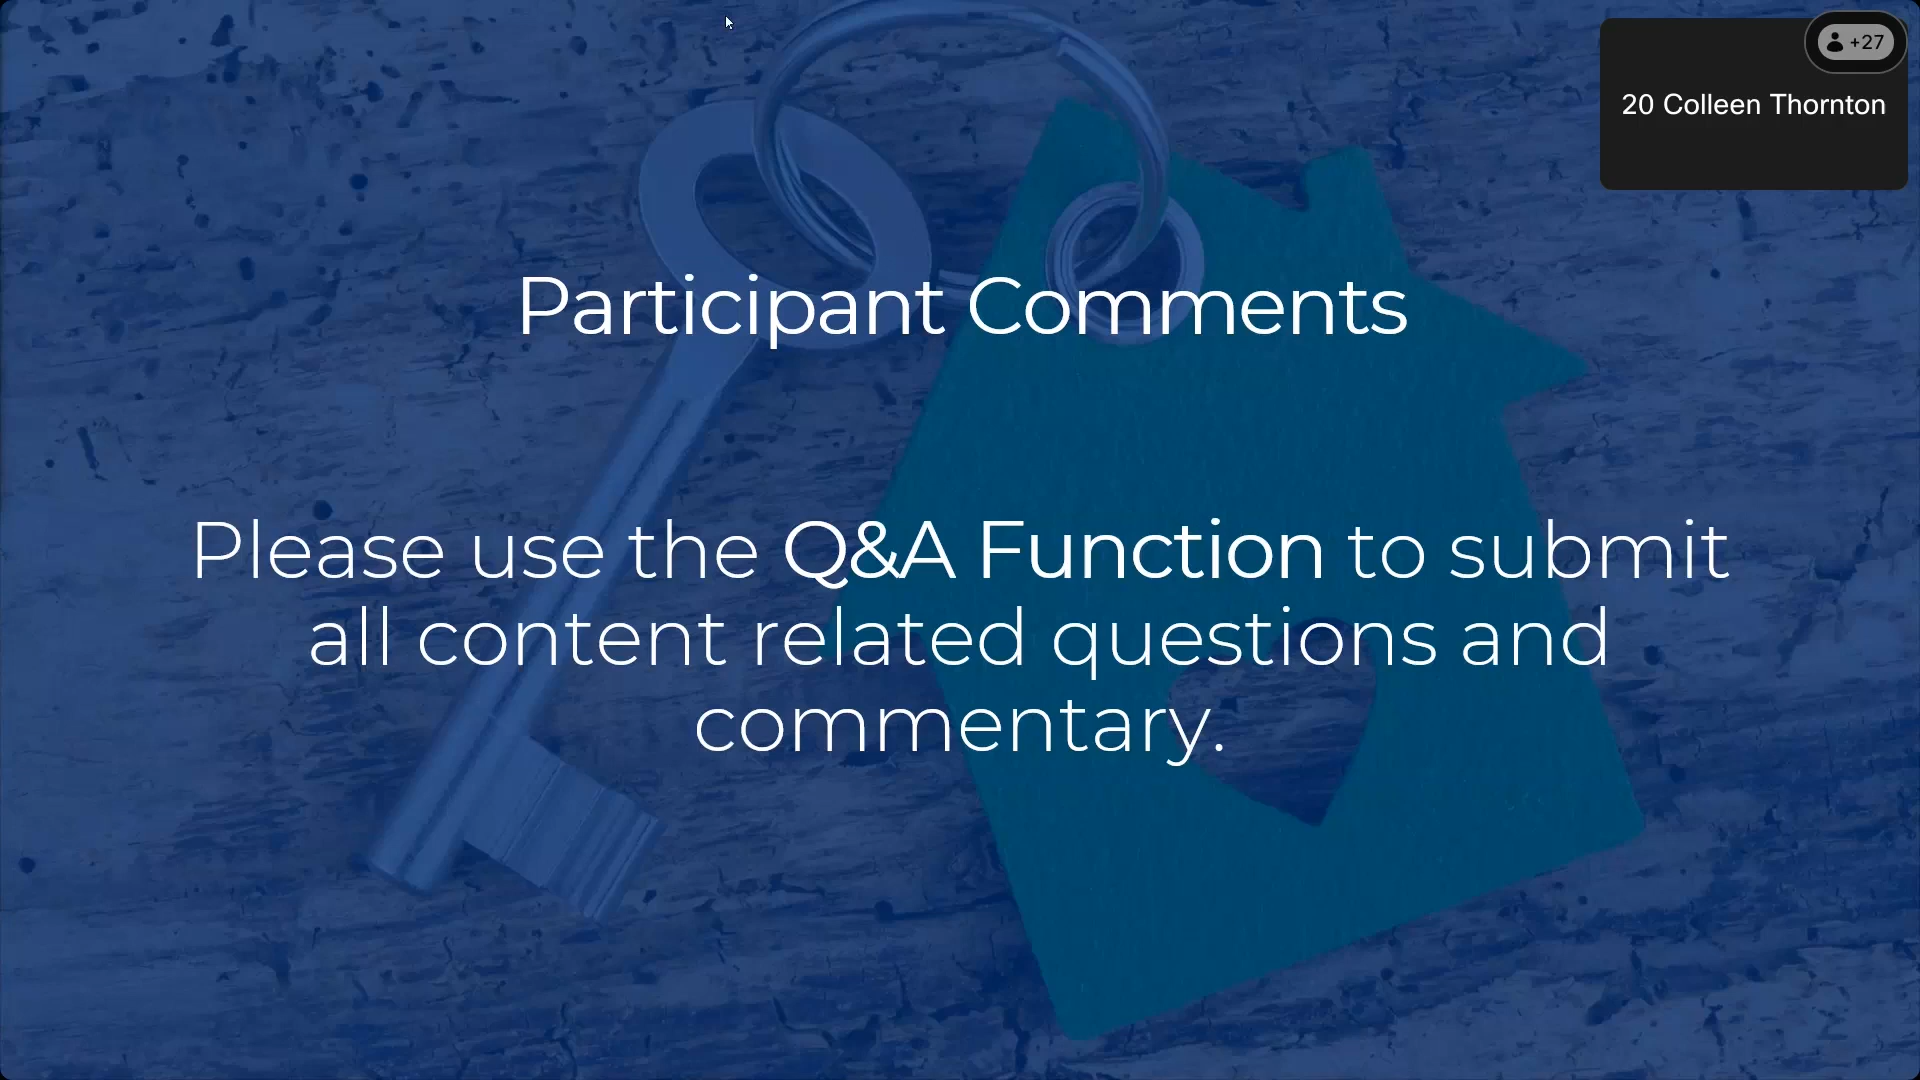 +27
20 Colleen Thornton
Participant Comments
Please use the Q&A Function to submit
all content related questions and
commentary.